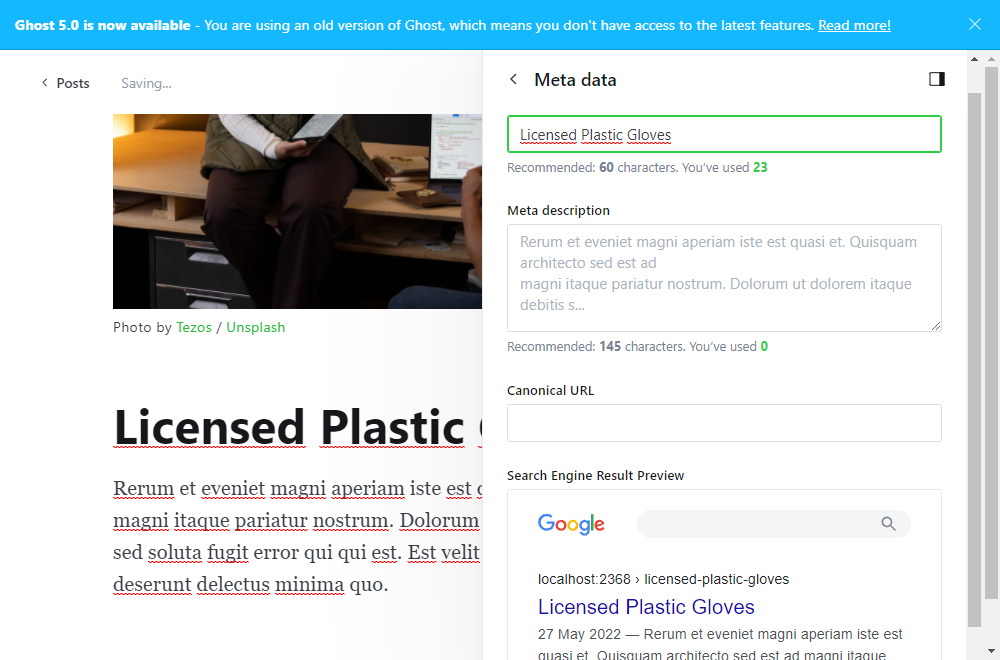 Ghost 5.0 is now available - You are using an old version of Ghost, which means you don't have access to the latest features. Read more!
Posts
Saving...
Photo by Tezos / Unsplash
Licensed Plastic
Rerum et eveniet magni aperiam iste est
magni itaque pariatur nostrum. Dolorum
sed soluta fugit error qui qui est. Est velit
deserunt delectus minima quo.
Meta data
Licensed Plastic Gloves
Recommended: 60 characters. You've used 23
Meta description
Rerum et eveniet magni aperiam iste est quasi et. Quisquam
architecto sed est ad
magni itaque pariatur nostrum. Dolorum ut dolorem itaque
debitis s...
Recommended: 145 characters. You've used 0
Canonical URL
Search Engine Result Preview
Google
localhost:2368 › licensed-plastic-gloves
Licensed Plastic Gloves
27 May 2022 — Rerum et eveniet magni aperiam iste est
quasi et. Quisquam architecto sed est ad magni itaque